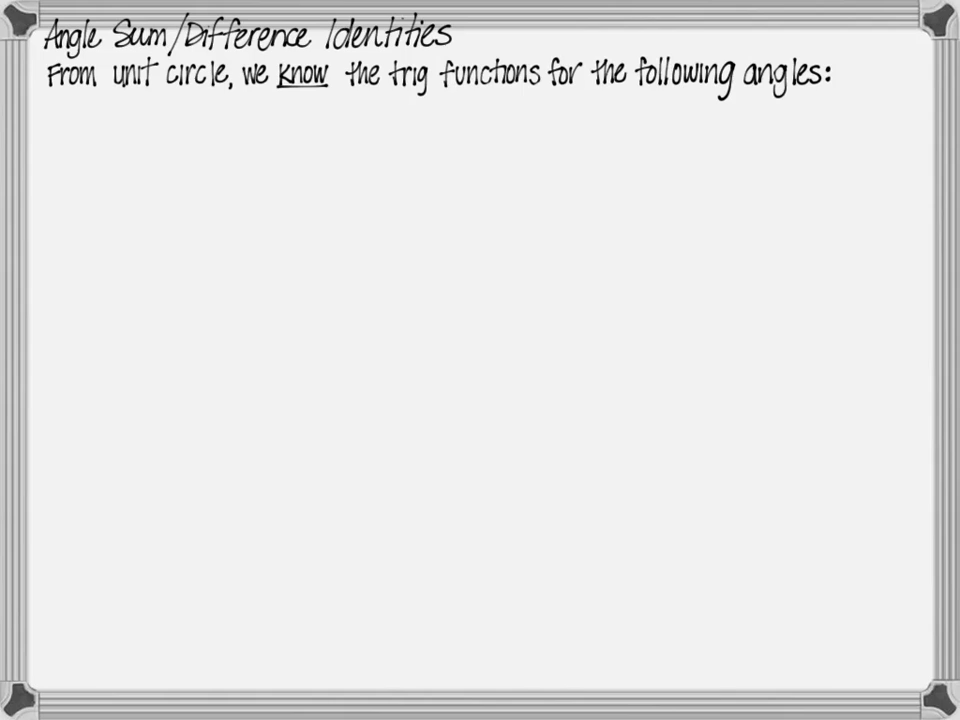 Angle Sum/Difference Identities
From unit circle, we know the trig functions for the following angles: